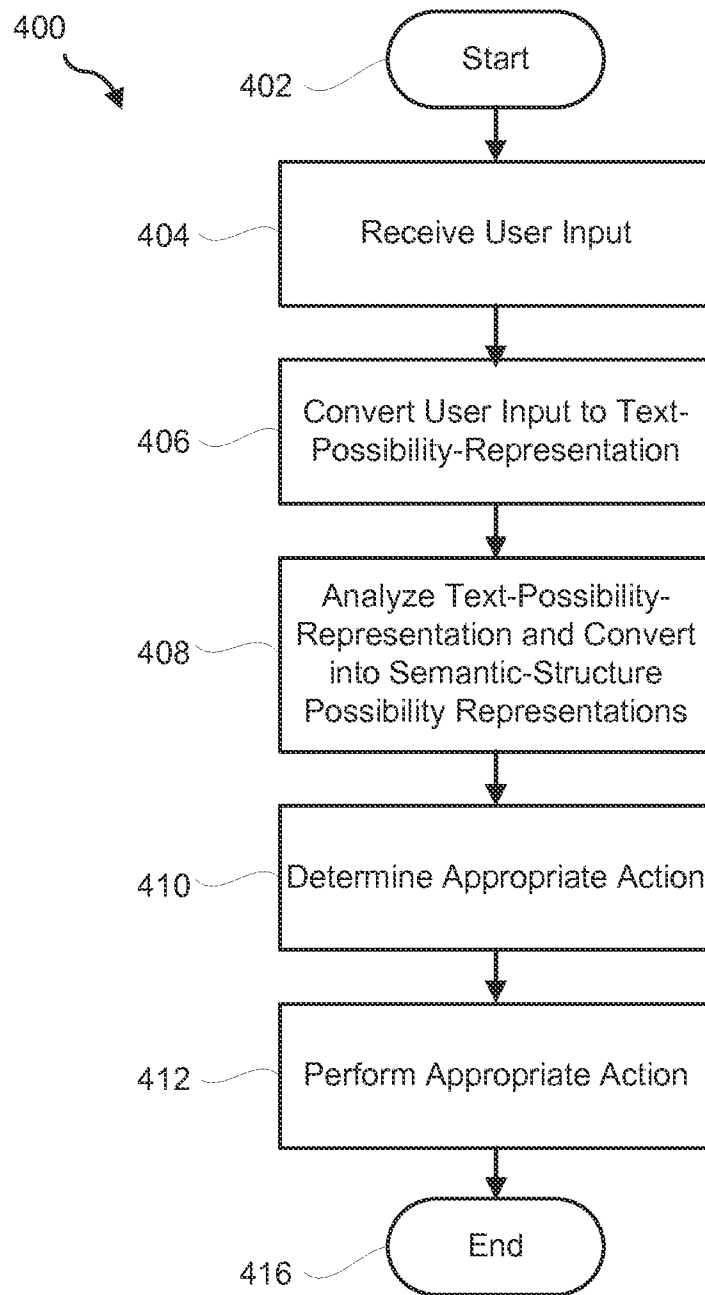 400
402
Start
404
Receive User Input
406
Convert User Input to Text-
Possibility-Representation
408
Analyze Text-Possibility-
Representation and Convert
into Semantic-Structure
Possibility Representations
410
Determine Appropriate Action
412
Perform Appropriate Action
416
End